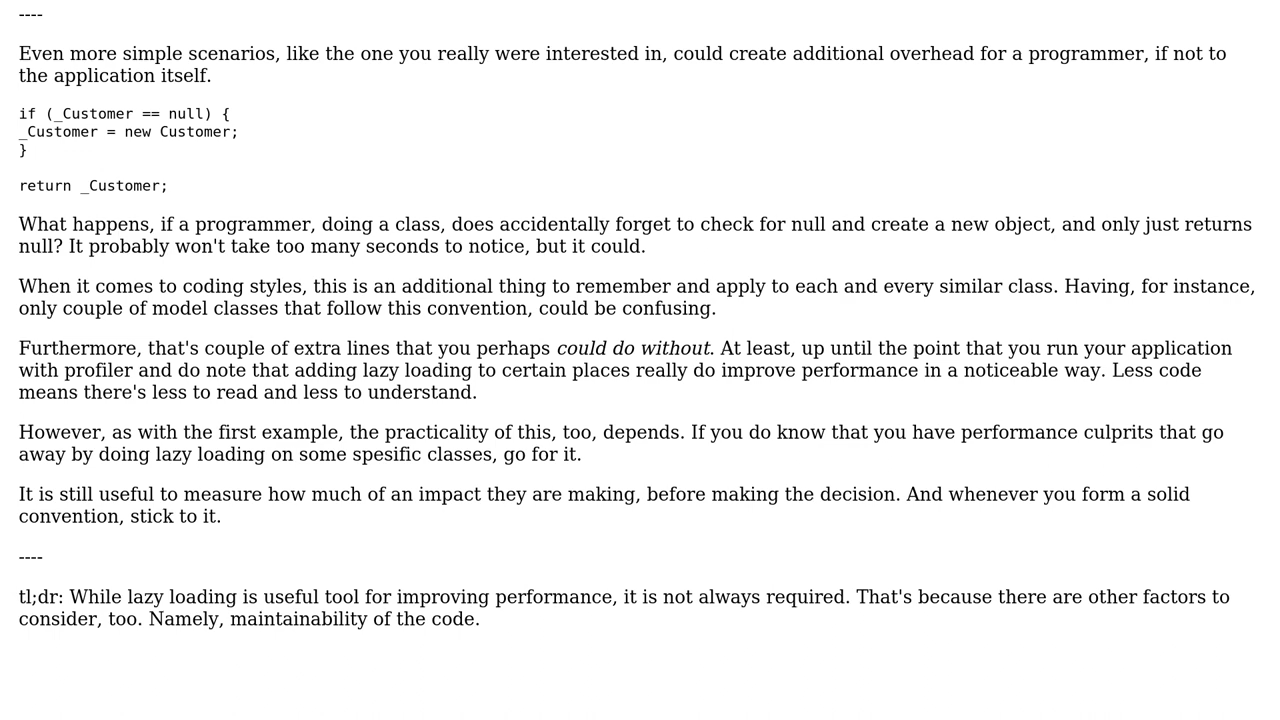 ----
Even more simple scenarios, like the one you really were interested in, could create additional overhead for a programmer, if not to
the application itself.
if (_Customer == null) {
_Customer = new Customer;
}
return _Customer;
What happens, if a programmer, doing a class, does accidentally forget to check for null and create a new object, and only just returns
null? It probably won't take too many seconds to notice, but it could.
When it comes to coding styles, this is an additional thing to remember and apply to each and every similar class. Having, for instance,
only couple of model classes that follow this convention, could be confusing.
Furthermore, that's couple of extra lines that you perhaps could do without. At least, up until the point that you run your application
with profiler and do note that adding lazy loading to certain places really do improve performance in a noticeable way. Less code
means there's less to read and less to understand.
However, as with the first example, the practicality of this, too, depends. If you do know that you have performance culprits that go
away by doing lazy loading on some spesific classes, go for it.
It is still useful to measure how much of an impact they are making, before making the decision. And whenever you form a solid
convention, stick to it.
----
tl;dr: While lazy loading is useful tool for improving performance, it is not always required. That's because there are other factors to
consider, too. Namely, maintainability of the code.